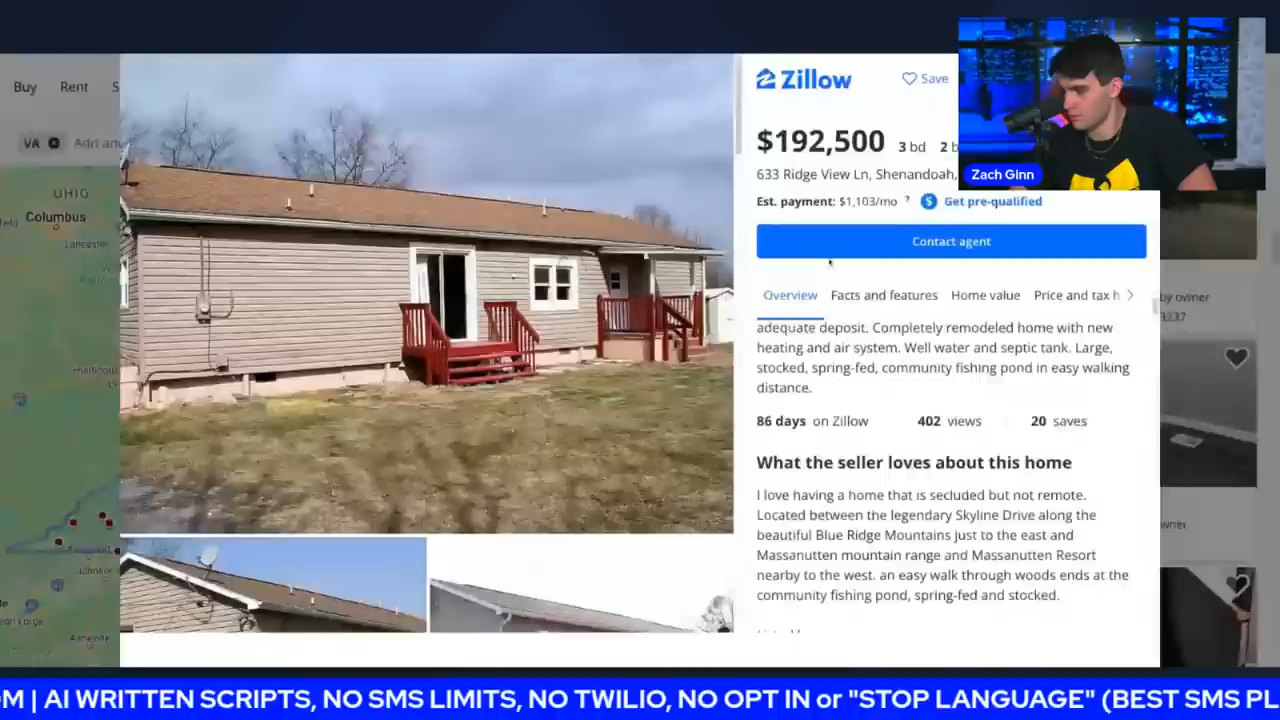 Buy Rent S
VA Add an
Zillow
Save
$192,500 3 bd 2 b
633 Ridge View Ln, Shenandoah,
Est. payment: $1,103/mo ? $ Get pre-qualified
Contact agent
Overview Facts and features Home value Price and tax h
adequate deposit. Completely remodeled home with new
heating and air system. Well water and septic tank. Large,
stocked, spring-fed, community fishing pond in easy walking
distance.
86 days on Zillow 402 views 20 saves
What the seller loves about this home
I love having a home that is secluded but not remote.
Located between the legendary Skyline Drive along the
beautiful Blue Ridge Mountains just to the east and
Massanutten mountain range and Massanutten Resort
nearby to the west. an easy walk through woods ends at the
community fishing pond, spring-fed and stocked.
Zach Ginn
by owner
wner
OHIO
Columbus
Lancaster
Asheville
OM | AI WRITTEN SCRIPTS, NO SMS LIMITS, NO TWILIO, NO OPT IN or "STOP LANGUAGE" (BEST SMS PL